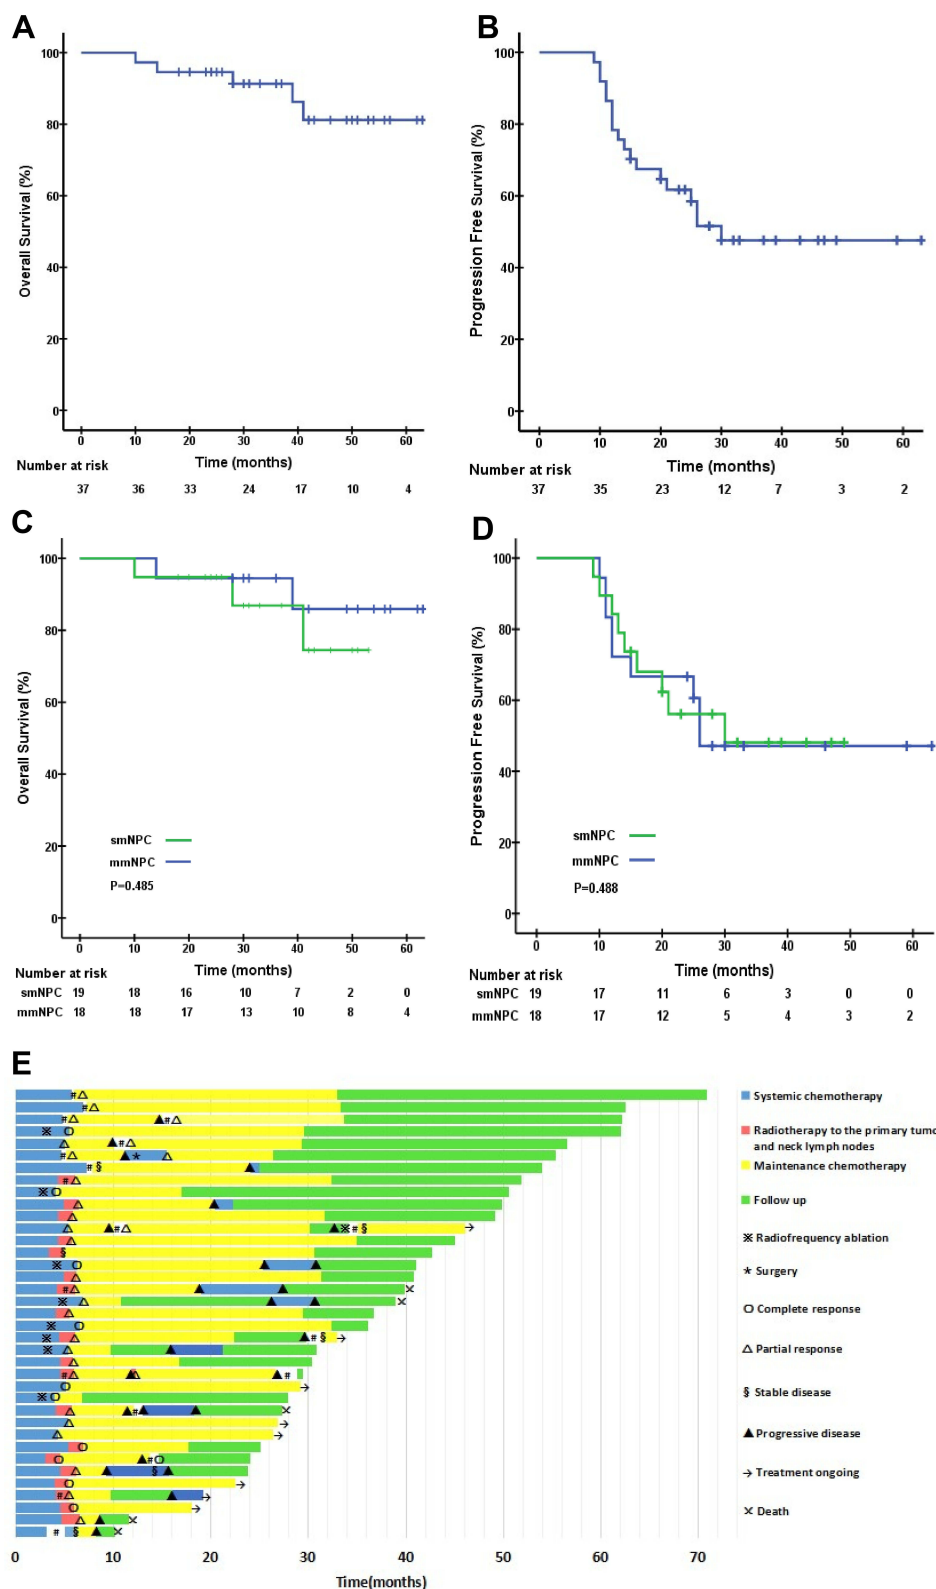 A
100
80
60
40
20
0
Overall Survival (%)
0 10 20 30 40 50 60
Time (months)
Number at risk
37 36 33 24 17 10 4
B
100
80
60
40
20
0
Progression Free Survival (%)
0 10 20 30 40 50 60
Time (months)
Number at risk
37 35 23 12 7 3 2
C
100
80
60
40
20
0
Overall Survival (%)
smNPC
mmNPC
P=0.485
0 10 20 30 40 50 60
Time (months)
Number at risk
smNPC 19 18 16 10 7 2 0
mmNPC 18 18 17 13 10 8 4
D
100
80
60
40
20
0
Progression Free Survival (%)
smNPC
mmNPC
P=0.488
0 10 20 30 40 50 60
Time (months)
Number at risk
smNPC 19 17 11 6 3 0 0
mmNPC 18 17 12 5 4 3 2
E
Systemic chemotherapy
Radiotherapy to the primary tumo
and neck lymph nodes
Maintenance chemotherapy
Follow up
Radiofrequency ablation
Surgery
Complete response
Partial response
§ Stable disease
Progressive disease
Treatment ongoing
Death
0 10 20 30 40 50 60 70
Time(months)